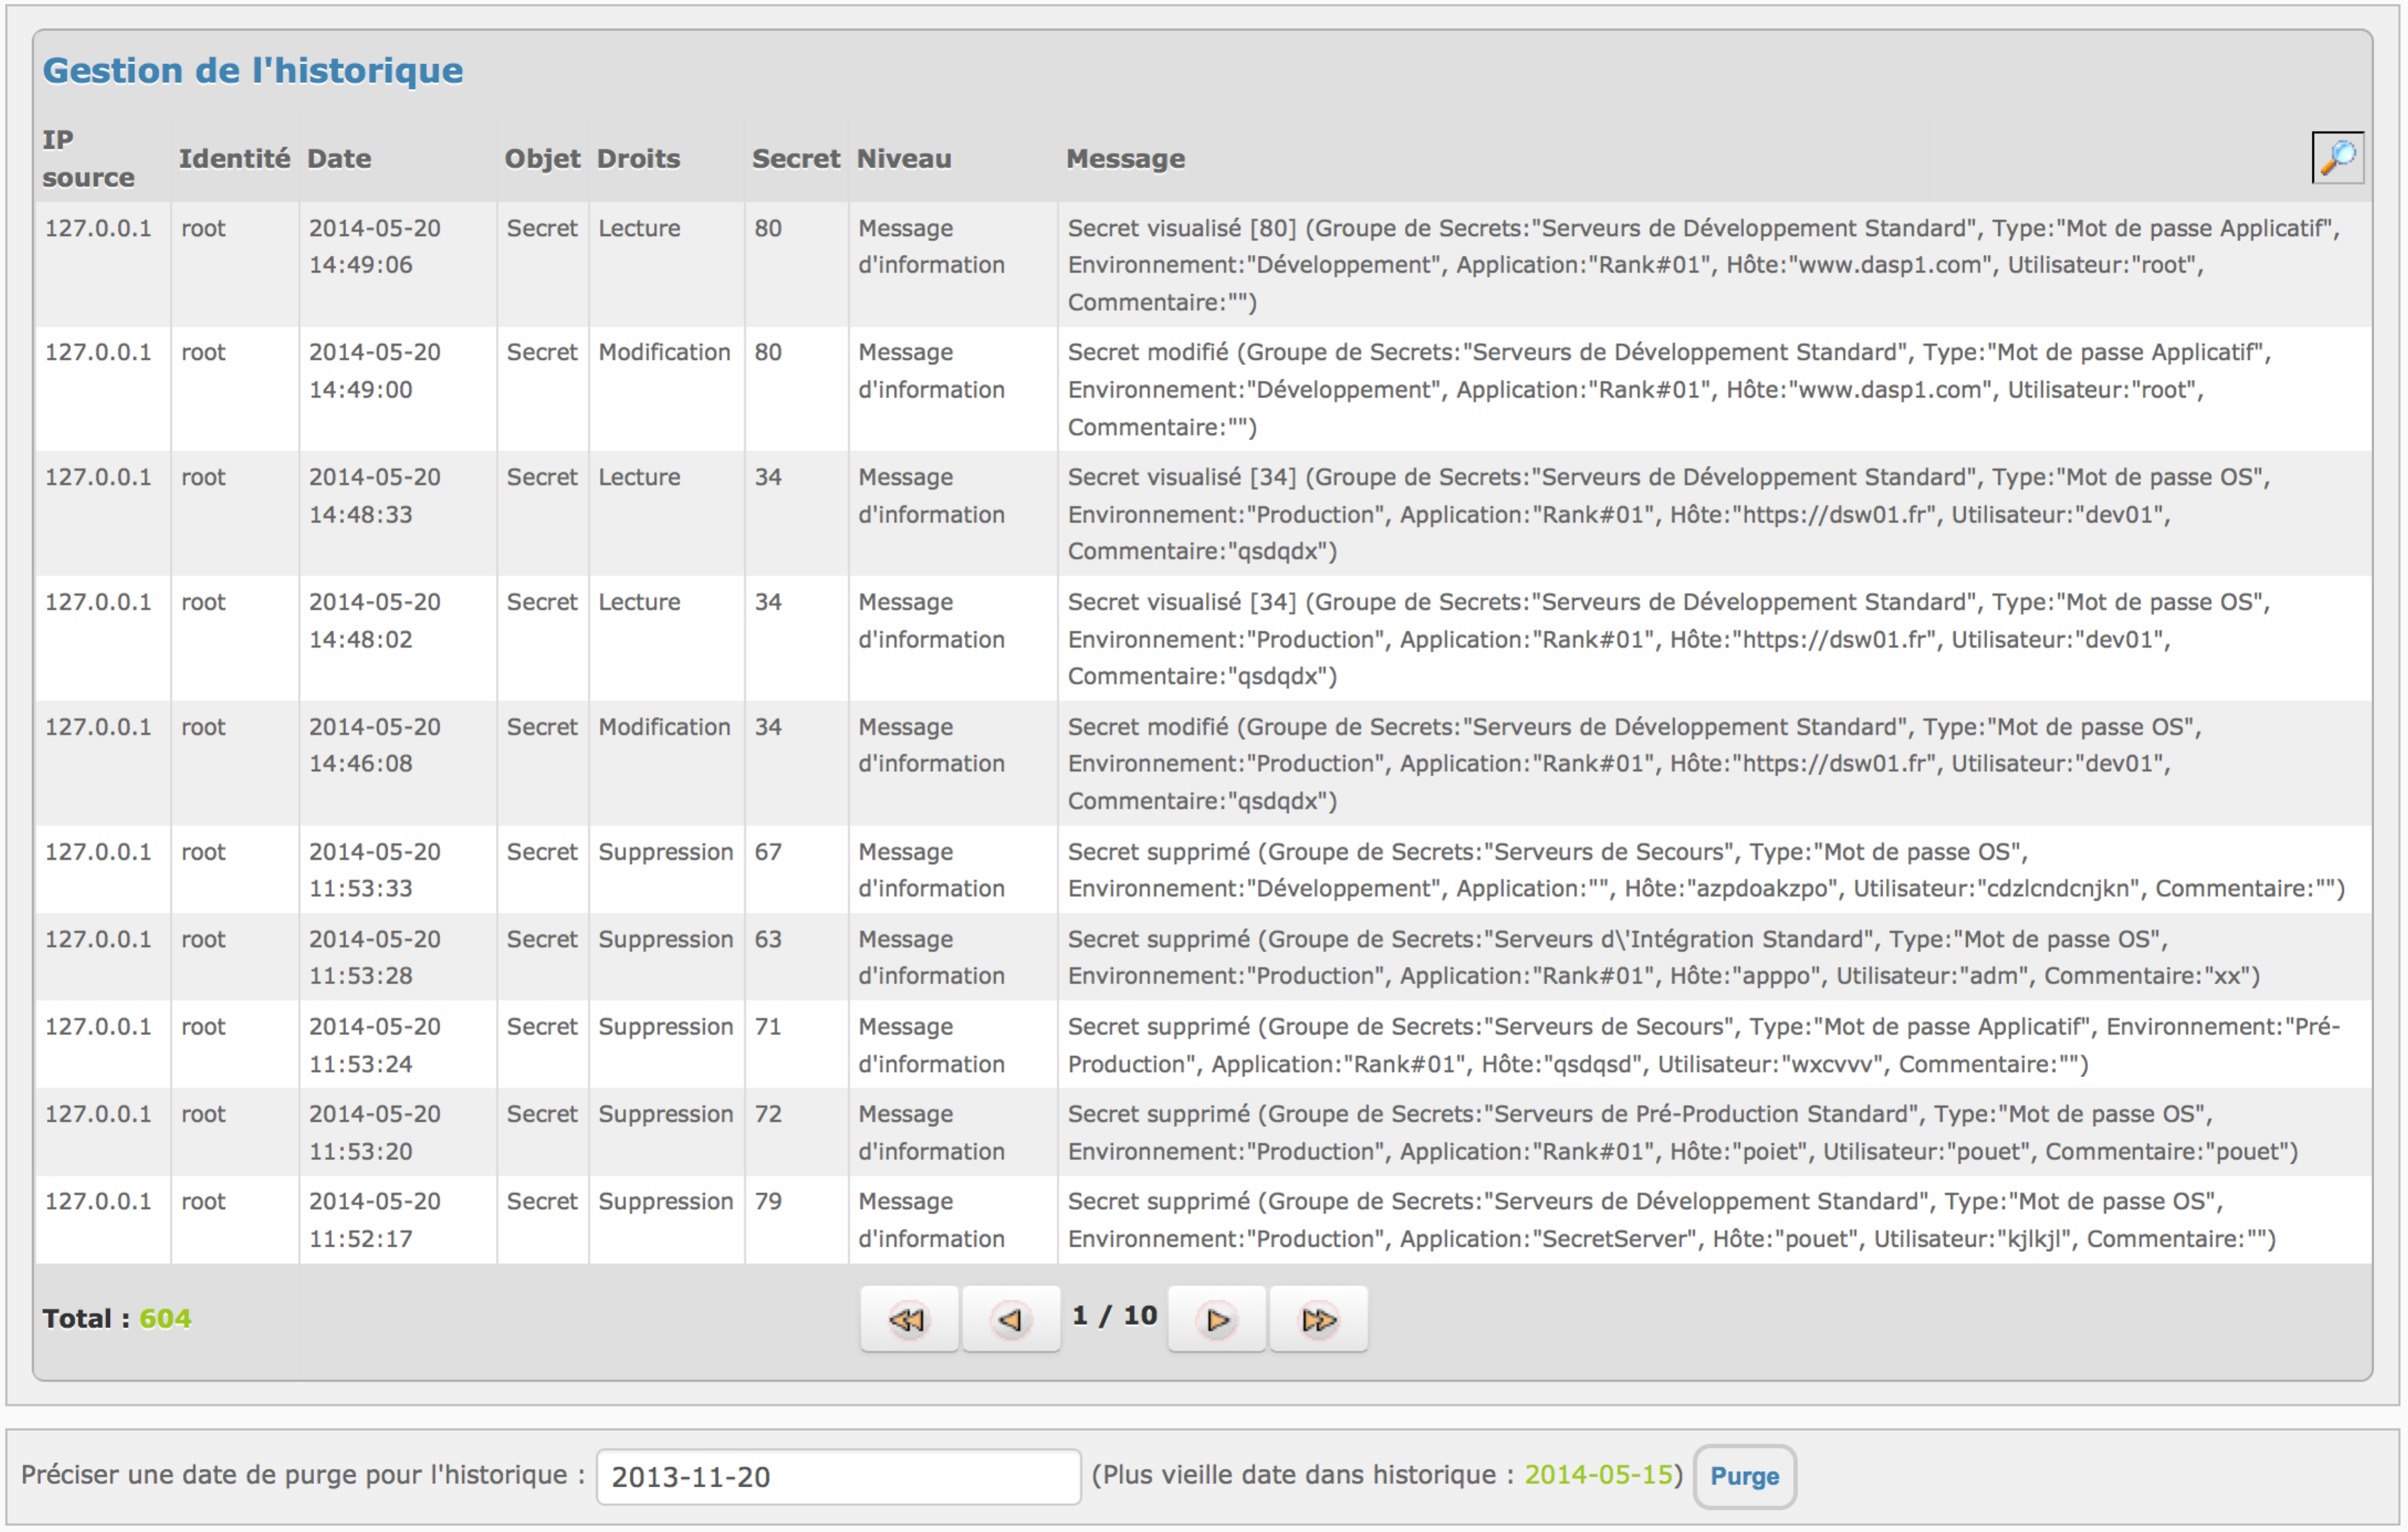 Gestion de l'historique
IP source Identité Date Objet Droits Secret Niveau Message
127.0.0.1 root 2014-05-20 Secret Lecture 80 Message Secret visualisé [80] (Groupe de Secrets:"Serveurs de Développement Standard", Type:"Mot de passe Applicatif",
14:49:06 d'information Environnement:"Développement", Application:"Rank#01", Hôte:"www.dasp1.com", Utilisateur:"root",
Commentaire:"")
127.0.0.1 root 2014-05-20 Secret Modification 80 Message Secret modifié (Groupe de Secrets:"Serveurs de Développement Standard", Type:"Mot de passe Applicatif",
14:49:00 d'information Environnement:"Développement", Application:"Rank#01", Hôte:"www.dasp1.com", Utilisateur:"root",
Commentaire:"")
127.0.0.1 root 2014-05-20 Secret Lecture 34 Message Secret visualisé [34] (Groupe de Secrets:"Serveurs de Développement Standard", Type:"Mot de passe OS",
14:48:33 d'information Environnement:"Production", Application:"Rank#01", Hôte:"https://dsw01.fr", Utilisateur:"dev01",
Commentaire:"qsdqdx")
127.0.0.1 root 2014-05-20 Secret Lecture 34 Message Secret visualisé [34] (Groupe de Secrets:"Serveurs de Développement Standard", Type:"Mot de passe OS",
14:48:02 d'information Environnement:"Production", Application:"Rank#01", Hôte:"https://dsw01.fr", Utilisateur:"dev01",
Commentaire:"qsdqdx")
127.0.0.1 root 2014-05-20 Secret Modification 34 Message Secret modifié (Groupe de Secrets:"Serveurs de Développement Standard", Type:"Mot de passe OS",
14:46:08 d'information Environnement:"Production", Application:"Rank#01", Hôte:"https://dsw01.fr", Utilisateur:"dev01",
Commentaire:"qsdqdx")
127.0.0.1 root 2014-05-20 Secret Suppression 67 Message Secret supprimé (Groupe de Secrets:"Serveurs de Secours", Type:"Mot de passe OS",
11:53:33 d'information Environnement:"Développement", Application:"", Hôte:"azpdoakzpo", Utilisateur:"cdzlcndcnjkn", Commentaire:"")
127.0.0.1 root 2014-05-20 Secret Suppression 63 Message Secret supprimé (Groupe de Secrets:"Serveurs d\'Intégration Standard", Type:"Mot de passe OS",
11:53:28 d'information Environnement:"Production", Application:"Rank#01", Hôte:"apppo", Utilisateur:"adm", Commentaire:"xx")
127.0.0.1 root 2014-05-20 Secret Suppression 71 Message Secret supprimé (Groupe de Secrets:"Serveurs de Secours", Type:"Mot de passe Applicatif", Environnement:"Pré-
11:53:24 d'information Production", Application:"Rank#01", Hôte:"qsdqsd", Utilisateur:"wxcvvv", Commentaire:"")
127.0.0.1 root 2014-05-20 Secret Suppression 72 Message Secret supprimé (Groupe de Secrets:"Serveurs de Pré-Production Standard", Type:"Mot de passe OS",
11:53:20 d'information Environnement:"Production", Application:"Rank#01", Hôte:"poiet", Utilisateur:"pouet", Commentaire:"pouet")
127.0.0.1 root 2014-05-20 Secret Suppression 79 Message Secret supprimé (Groupe de Secrets:"Serveurs de Développement Standard", Type:"Mot de passe OS",
11:52:17 d'information Environnement:"Production", Application:"SecretServer", Hôte:"pouet", Utilisateur:"kjlkjl", Commentaire:"")
Total : 604 1 / 10
Préciser une date de purge pour l'historique : 2013-11-20 (Plus vieille date dans historique : 2014-05-15) Purge